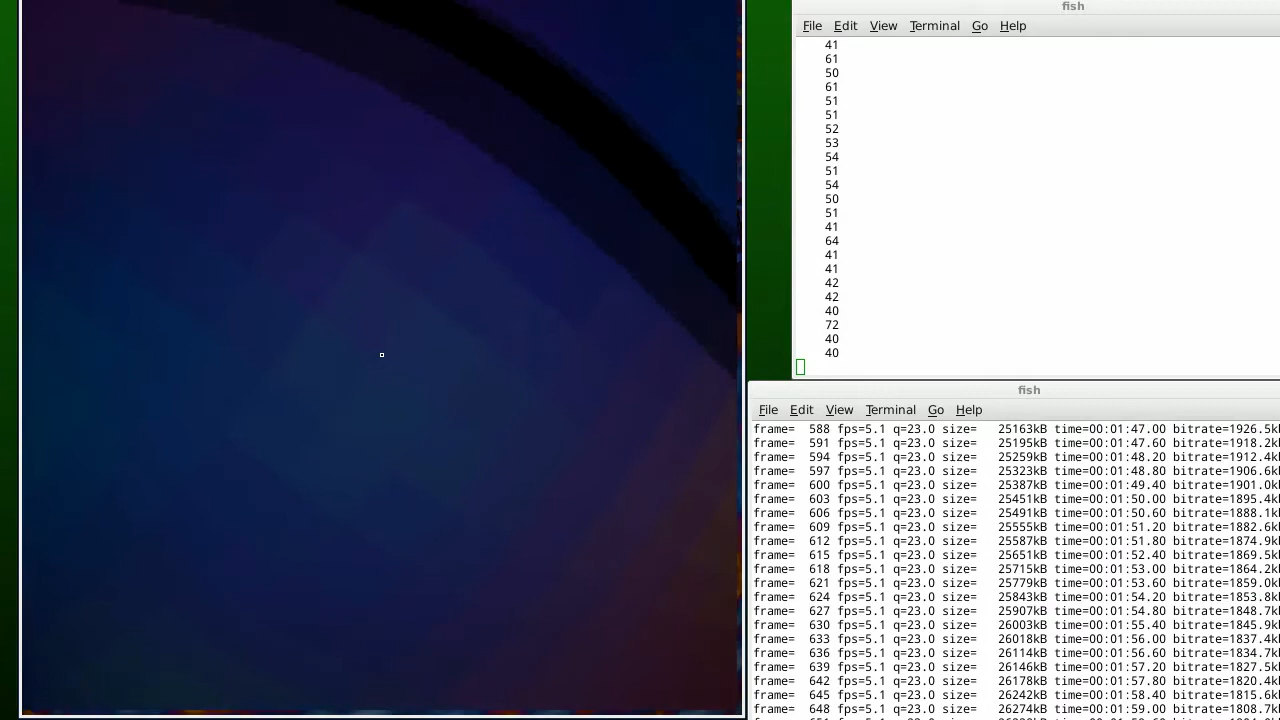 fish
File Edit View Terminal Go Help
41
61
50
61
51
51
52
53
54
51
54
50
51
41
64
41
41
42
42
40
72
40
40
fish
File Edit View Terminal Go Help
frame= 588 fps=5.1 q=23.0 size= 25163kB time=00:01:47.00 bitrate=1926.5k
frame= 591 fps=5.1 q=23.0 size= 25195kB time=00:01:47.60 bitrate=1918.2k
frame= 594 fps=5.1 q=23.0 size= 25259kB time=00:01:48.20 bitrate=1912.4k
frame= 597 fps=5.1 q=23.0 size= 25323kB time=00:01:48.80 bitrate=1906.6k
frame= 600 fps=5.1 q=23.0 size= 25387kB time=00:01:49.40 bitrate=1901.0k
frame= 603 fps=5.1 q=23.0 size= 25451kB time=00:01:50.00 bitrate=1895.4k
frame= 606 fps=5.1 q=23.0 size= 25491kB time=00:01:50.60 bitrate=1888.1k
frame= 609 fps=5.1 q=23.0 size= 25555kB time=00:01:51.20 bitrate=1882.6k
frame= 612 fps=5.1 q=23.0 size= 25587kB time=00:01:51.80 bitrate=1874.9k
frame= 615 fps=5.1 q=23.0 size= 25651kB time=00:01:52.40 bitrate=1869.5k
frame= 618 fps=5.1 q=23.0 size= 25715kB time=00:01:53.00 bitrate=1864.2k
frame= 621 fps=5.1 q=23.0 size= 25779kB time=00:01:53.60 bitrate=1859.0k
frame= 624 fps=5.1 q=23.0 size= 25843kB time=00:01:54.20 bitrate=1853.8k
frame= 627 fps=5.1 q=23.0 size= 25907kB time=00:01:54.80 bitrate=1848.7k
frame= 630 fps=5.1 q=23.0 size= 26003kB time=00:01:55.40 bitrate=1845.9k
frame= 633 fps=5.1 q=23.0 size= 26018kB time=00:01:56.00 bitrate=1837.4k
frame= 636 fps=5.1 q=23.0 size= 26114kB time=00:01:56.60 bitrate=1834.7k
frame= 639 fps=5.1 q=23.0 size= 26146kB time=00:01:57.20 bitrate=1827.5k
frame= 642 fps=5.1 q=23.0 size= 26178kB time=00:01:57.80 bitrate=1820.4k
frame= 645 fps=5.1 q=23.0 size= 26242kB time=00:01:58.40 bitrate=1815.6k
frame= 648 fps=5.1 q=23.0 size= 26274kB time=00:01:59.00 bitrate=1808.7k